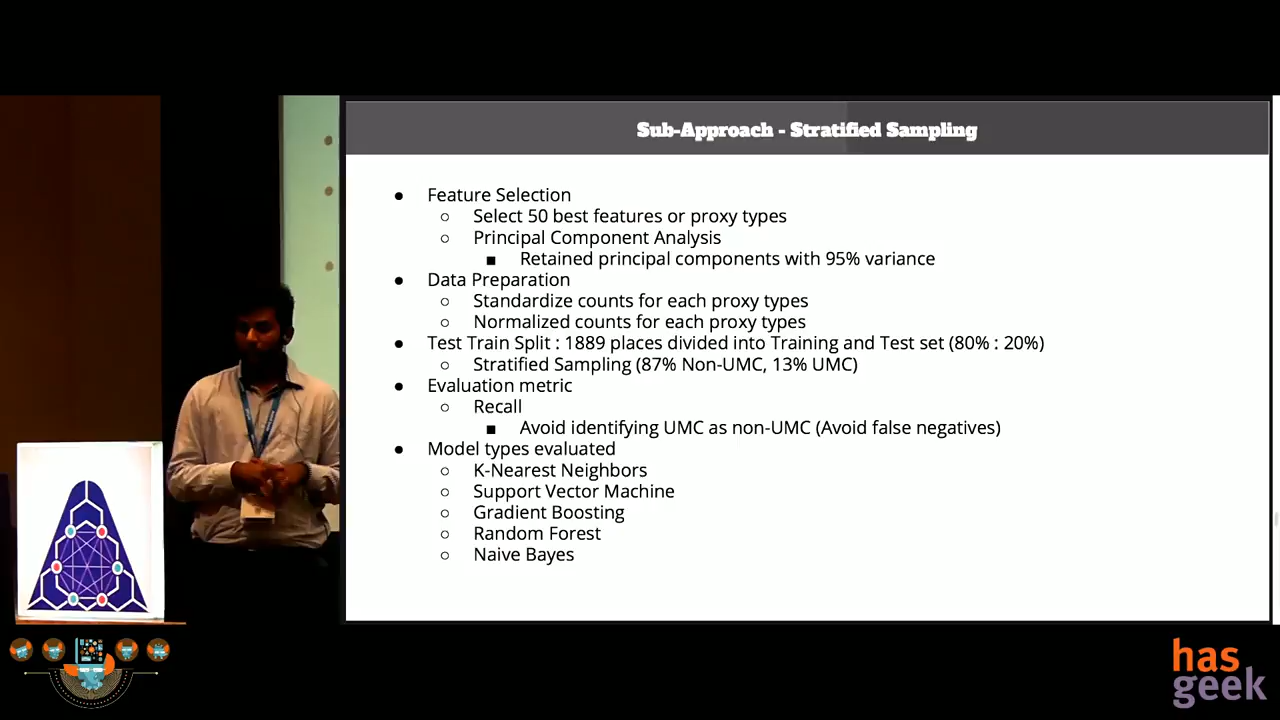 Sub-Approach - Stratified Sampling
● Feature Selection
○ Select 50 best features or proxy types
○ Principal Component Analysis
■ Retained principal components with 95% variance
● Data Preparation
○ Standardize counts for each proxy types
○ Normalized counts for each proxy types
● Test Train Split : 1889 places divided into Training and Test set (80% : 20%)
○ Stratified Sampling (87% Non-UMC, 13% UMC)
● Evaluation metric
○ Recall
■ Avoid identifying UMC as non-UMC (Avoid false negatives)
● Model types evaluated
○ K-Nearest Neighbors
○ Support Vector Machine
○ Gradient Boosting
○ Random Forest
○ Naive Bayes
has
geek